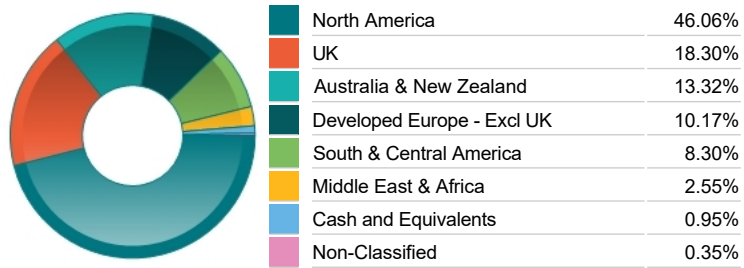 North America 46.06%
UK 18.30%
Australia & New Zealand 13.32%
Developed Europe - Excl UK 10.17%
South & Central America 8.30%
Middle East & Africa 2.55%
Cash and Equivalents 0.95%
Non-Classified 0.35%